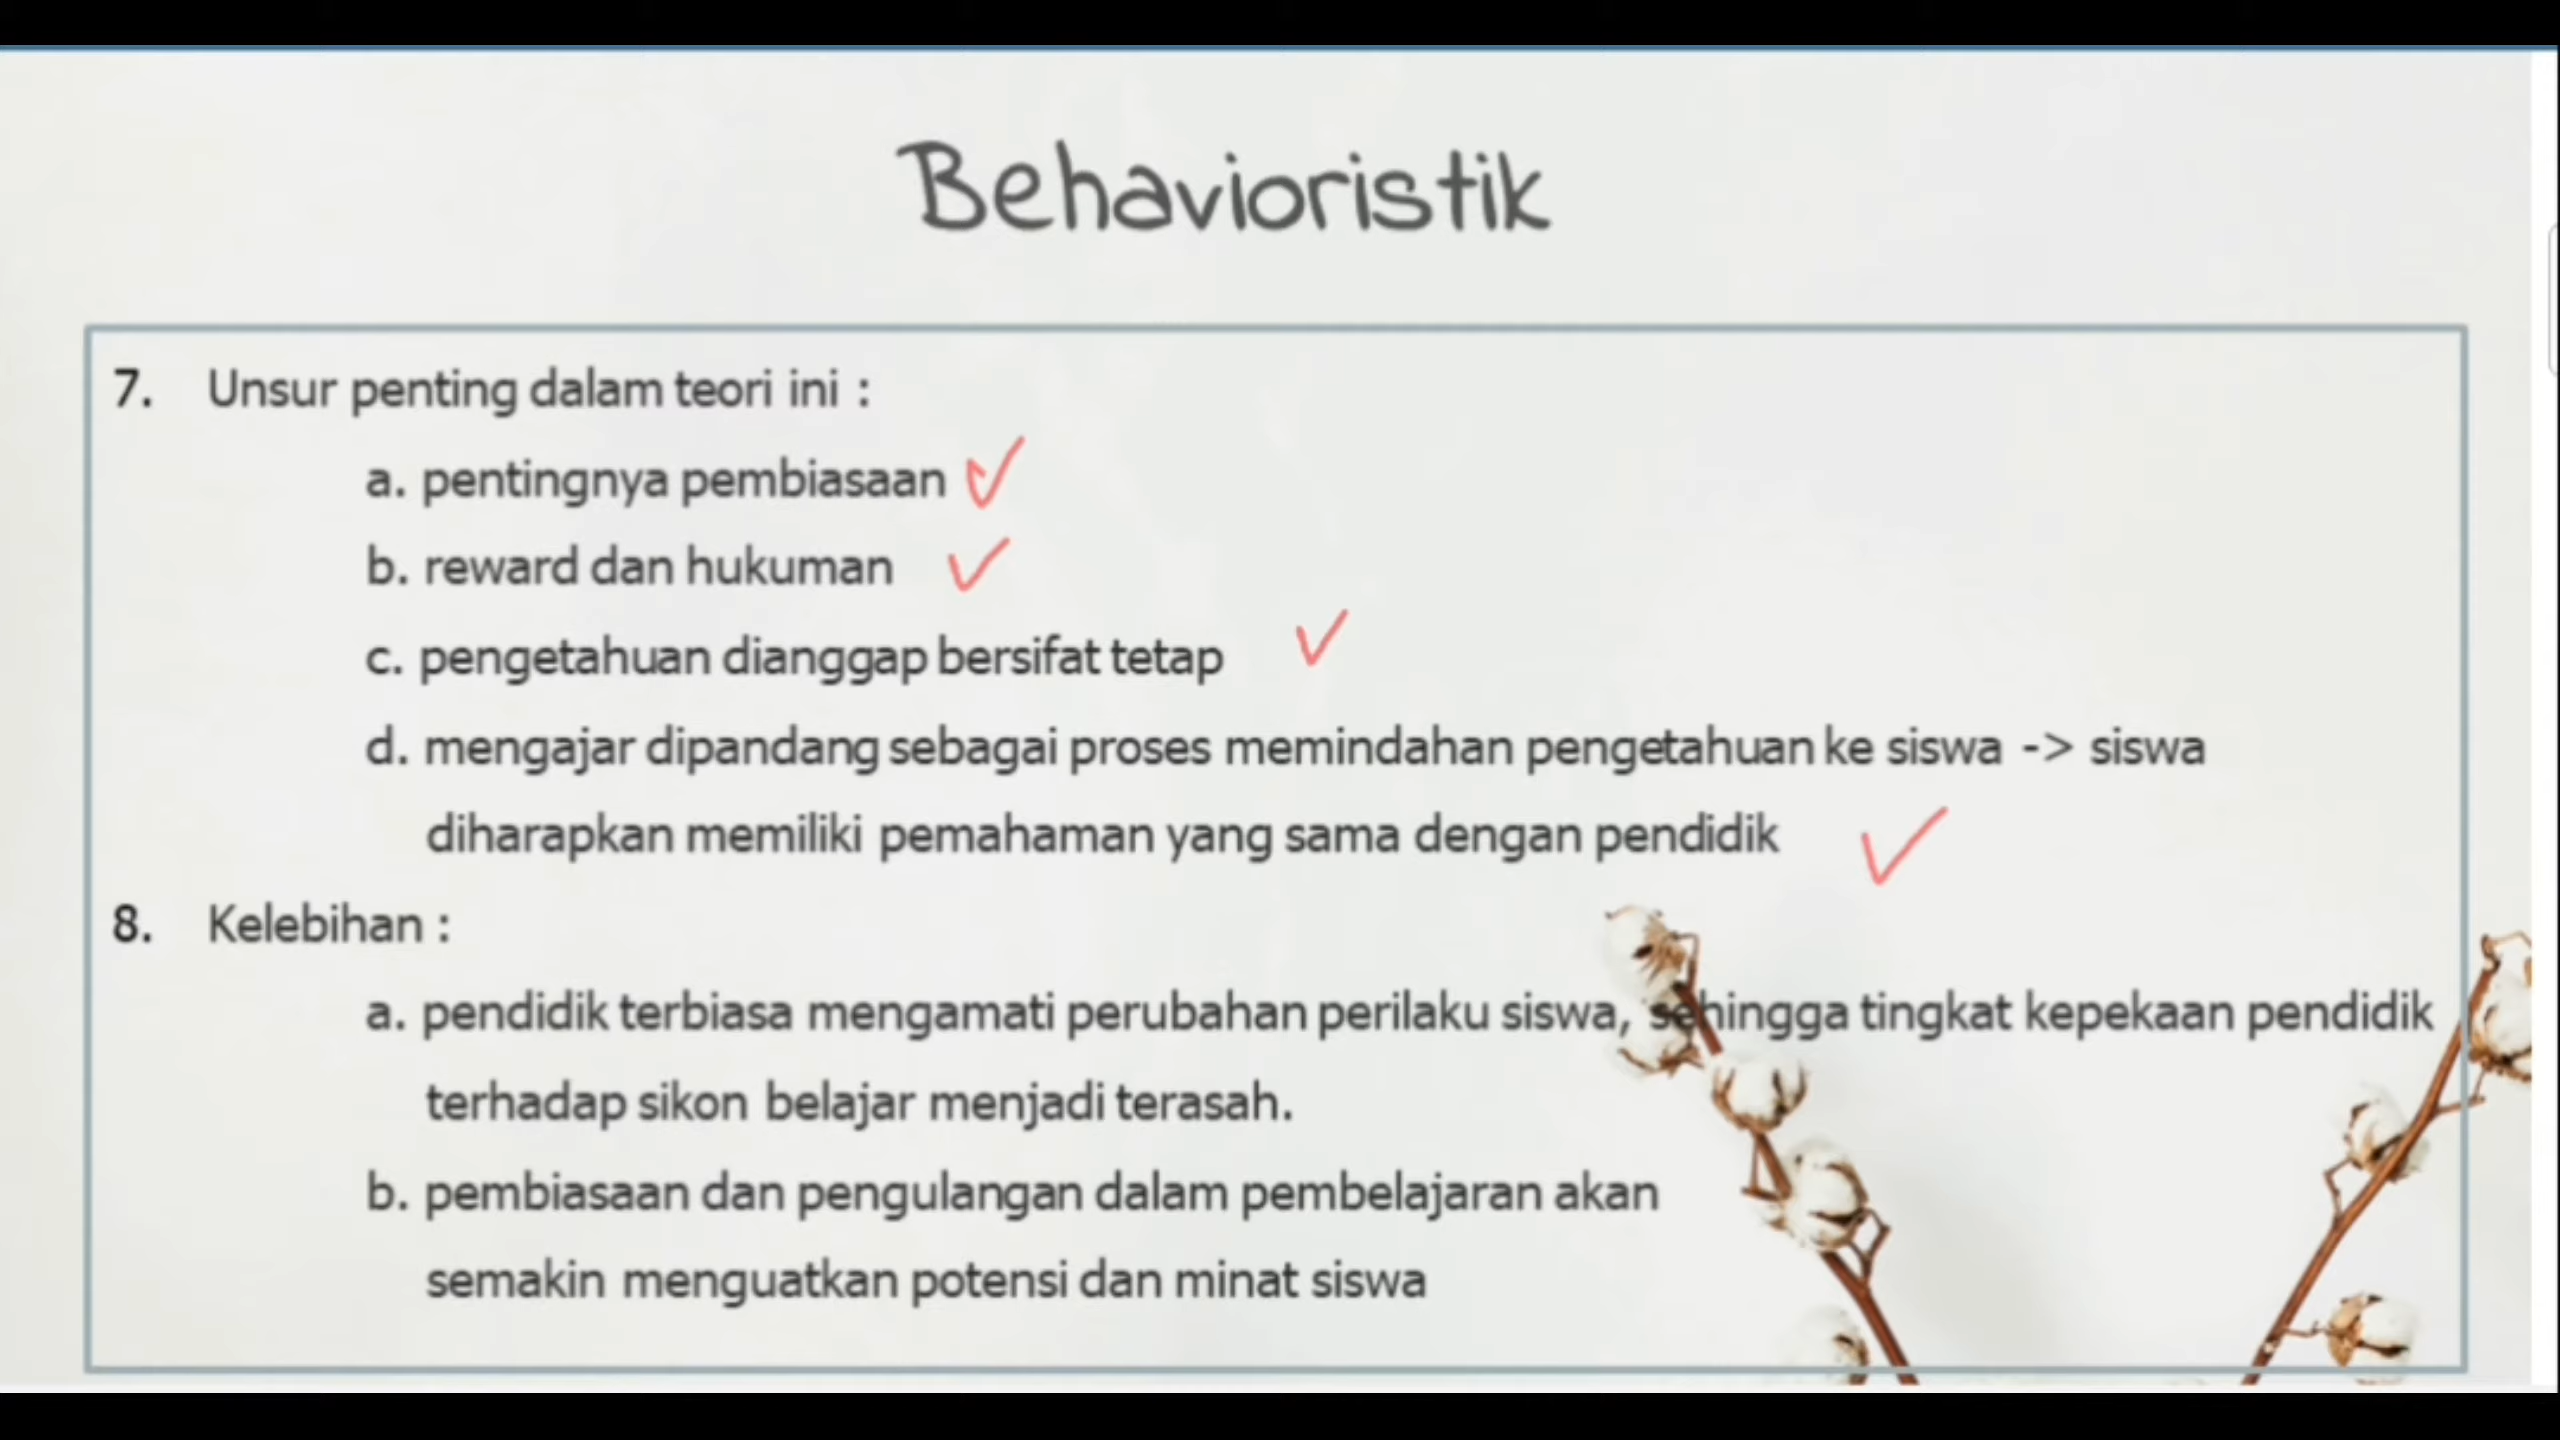 Behavioristik
7. Unsur penting dalam teori ini :
a. pentingnya pembiasaan
b. reward dan hukuman
c. pengetahuan dianggap bersifat tetap
d. mengajar dipandang sebagai proses memindahan pengetahuan ke siswa -> siswa
diharapkan memiliki pemahaman yang sama dengan pendidik
8. Kelebihan :
a. pendidik terbiasa mengamati perubahan perilaku siswa, sehingga tingkat kepekaan pendidik
terhadap sikon belajar menjadi terasah.
b. pembiasaan dan pengulangan dalam pembelajaran akan
semakin menguatkan potensi dan minat siswa